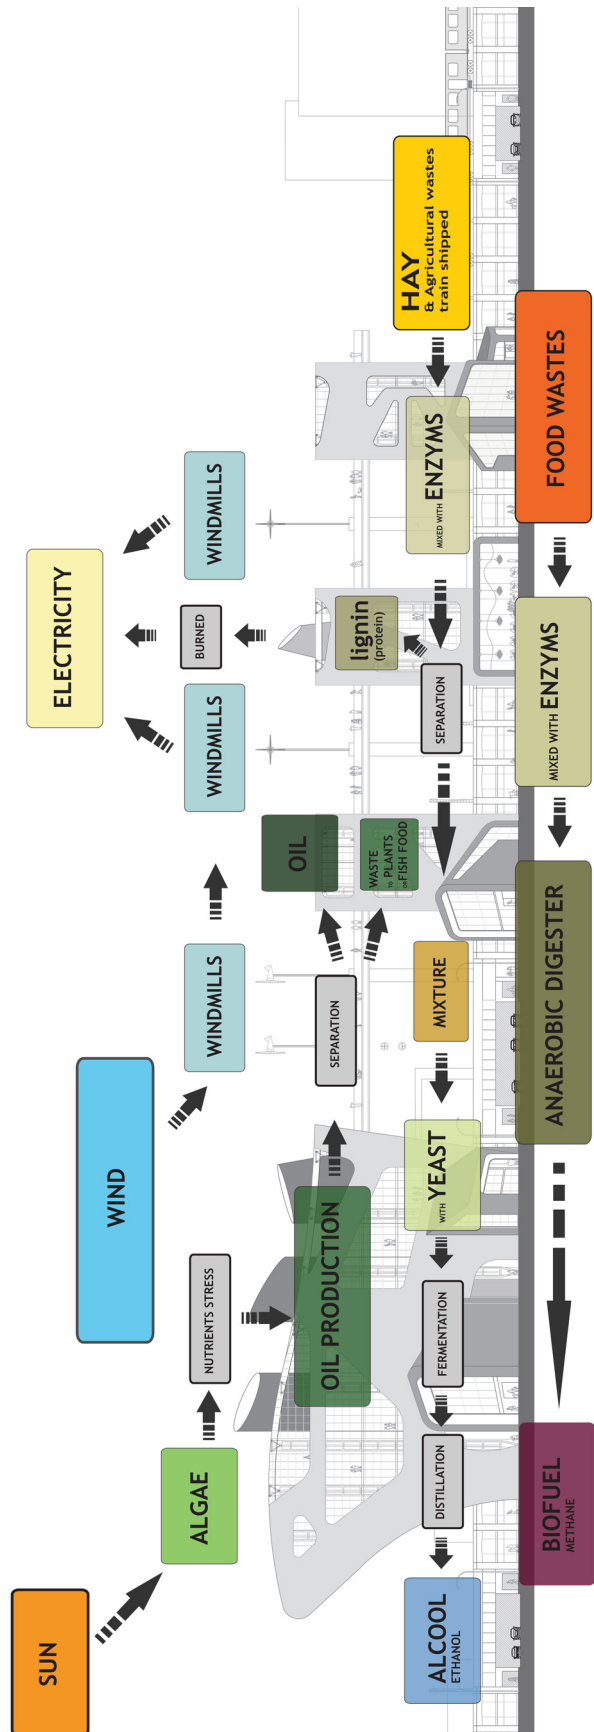 SUN
ALGAE
NUTRIENTS STRESS
OIL PRODUCTION
SEPARATION
OIL
WASTE
TO PLANTS
OR FISH FOOD
WIND
WINDMILLS
WINDMILLS
WINDMILLS
BURNED
ELECTRICITY
HAY
& Agricultural wastes
train shipped
MIXED WITH ENZYMS
SEPARATION
lignin
(protein)
MIXTURE
WITH YEAST
FERMENTATION
DISTILLATION
ALCOOL
ETHANOL
FOOD WASTES
MIXED WITH ENZYMS
ANAEROBIC DIGESTER
BIOFUEL
METHANE